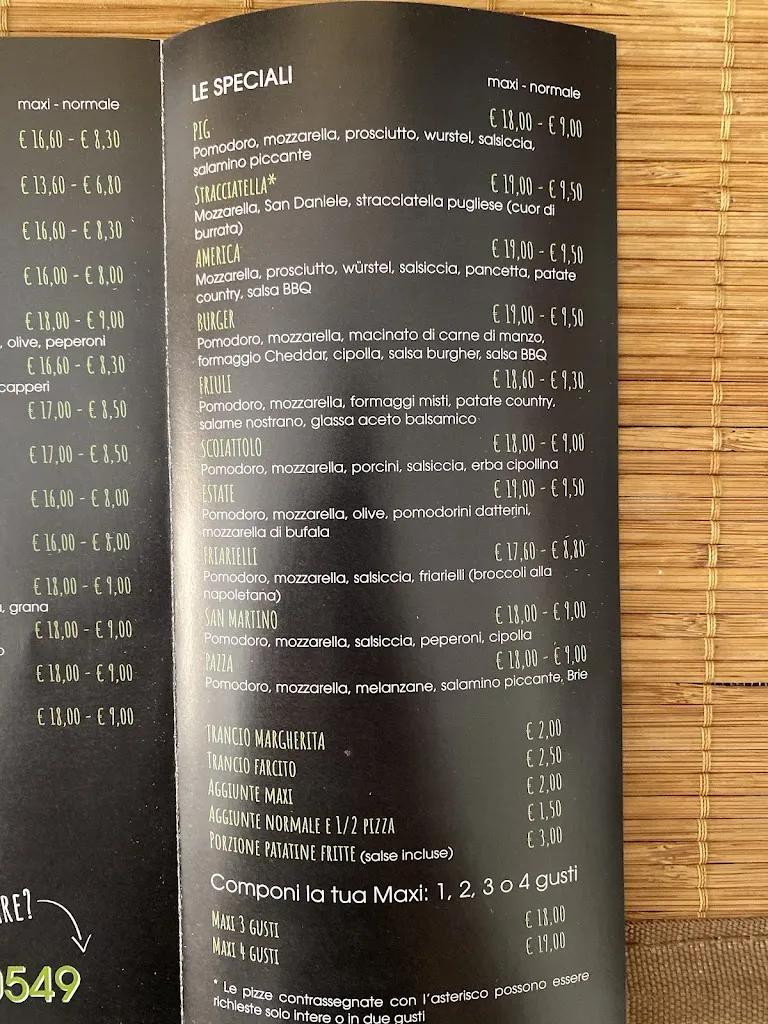 maxi - normale
€ 16,60 - € 8,30
€ 13,60 - € 6,80
€ 16,60 - € 8,30
€ 16,00 - € 8,00
€ 18,00 - € 9,00
, olive, peperoni
€ 16,60 - € 8,30
capperi
€ 17,00 - € 8,50
€ 17,00 - € 8,50
€ 16,00 - € 8,00
€ 16,00 - € 8,00
€ 18,00 - € 9,00
, grana
€ 18,00 - € 9,00
€ 18,00 - € 9,00
€ 18,00 - € 9,00
RE?
0549
LE SPECIALI maxi - normale
PIG € 18,00 - € 9,00
Pomodoro, mozzarella, prosciutto, wurstel, salsiccia,
salamino piccante
STRACCIATELLA* € 19,00 - € 9,50
Mozzarella, San Daniele, stracciatella pugliese (cuor di
burrata)
AMERICA € 19,00 - € 9,50
Mozzarella, prosciutto, würstel, salsiccia, pancetta, patate
country, salsa BBQ
BURGER € 19,00 - € 9,50
Pomodoro, mozzarella, macinato di carne di manzo,
formaggio Cheddar, cipolla, salsa burgher, salsa BBQ
FRIULI € 18,60 - € 9,30
Pomodoro, mozzarella, formaggi misti, patate country,
salame nostrano, glassa aceto balsamico
SCOIATTOLO € 18,00 - € 9,00
Pomodoro, mozzarella, porcini, salsiccia, erba cipollina
ESTATE € 19,00 - € 9,50
Pomodoro, mozzarella, olive, pomodorini datterini,
mozzarella di bufala
FRIARIELLI € 17,60 - € 8,80
Pomodoro, mozzarella, salsiccia, friarielli (broccoli alla
napoletana)
SAN MARTINO € 18,00 - € 9,00
Pomodoro, mozzarella, salsiccia, peperoni, cipolla
PAZZA € 18,00 - € 9,00
Pomodoro, mozzarella, melanzane, salamino piccante, Brie
TRANCIO MARGHERITA € 2,00
TRANCIO FARCITO € 2,50
AGGIUNTE MAXI € 2,00
AGGIUNTE NORMALE E 1/2 PIZZA € 1,50
PORZIONE PATATINE FRITTE (salse incluse) € 3,00
Componi la tua Maxi: 1, 2, 3 o 4 gusti
MAXI 3 GUSTI € 18,00
MAXI 4 GUSTI € 19,00
* Le pizze contrassegnate con l'asterisco possono essere
richieste solo intere o in due gusti